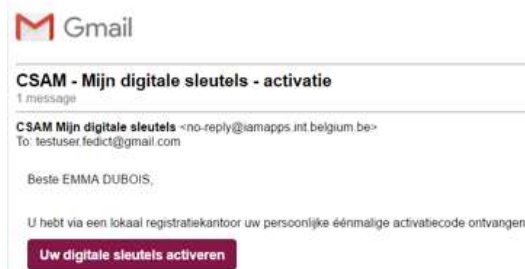 Gmail
CSAM - Mijn digitale sleutels - activatie
1 message
CSAM Mijn digitale sleutels <no-reply@iamapps.int.belgium.be>
To: testuser.fedict@gmail.com
Beste EMMA DUBOIS,
U hebt via een lokaal registratiekantoor uw persoonlijke éénmalige activatiecode ontvangen
Uw digitale sleutels activeren